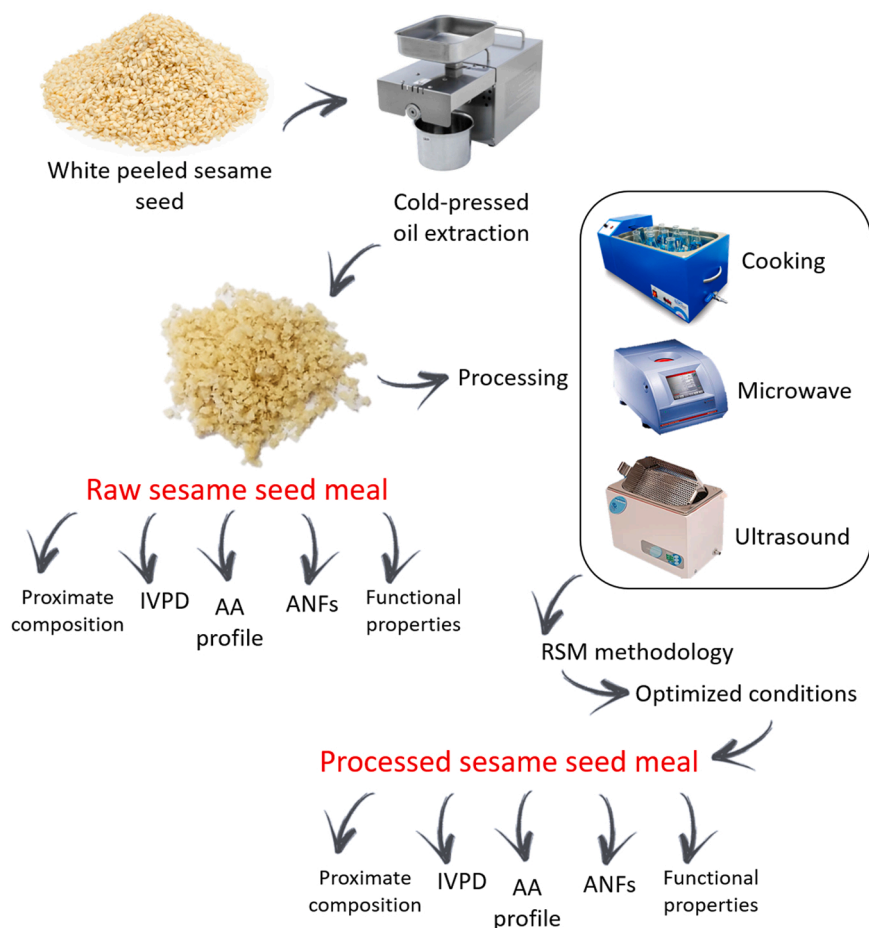 White peeled sesame
seed
Cold-pressed
oil extraction
Cooking
Processing
Microwave
Ultrasound
Raw sesame seed meal
Proximate
composition
IVPD
AA
profile
ANFs
Functional
properties
RSM methodology
Optimized conditions
Processed sesame seed meal
Proximate
composition
IVPD
AA
profile
ANFs
Functional
properties